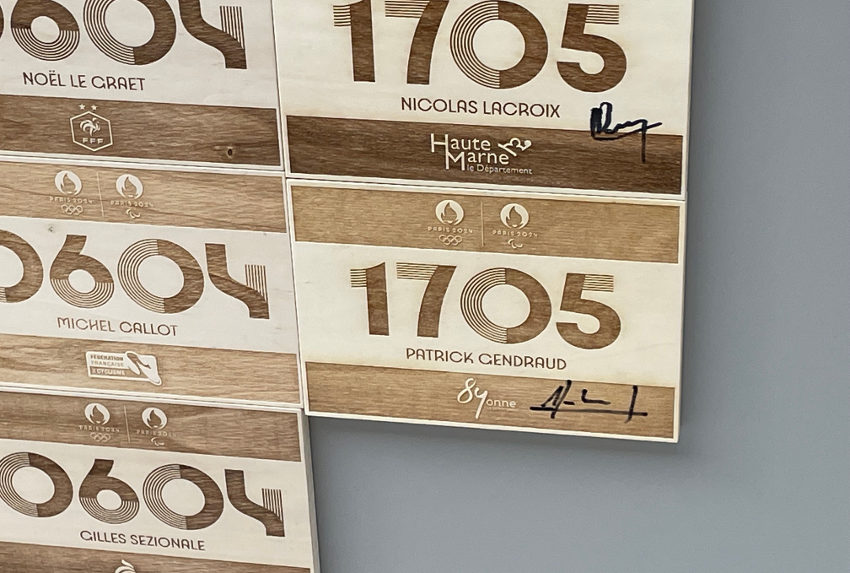 0604
NOËL LE GRAET
FFF
PARIS 2024
PARIS 2024
0604
MICHEL CALLOT
FÉDÉRATION
FRANÇAISE
DE CYCLISME
PARIS 2024
PARIS 2024
0604
GILLES SEZIONALE
1705
NICOLAS LACROIX
Haute
Marne
le Département
PARIS 2024
PARIS 2024
1705
PATRICK GENDRAUD
89 yonne